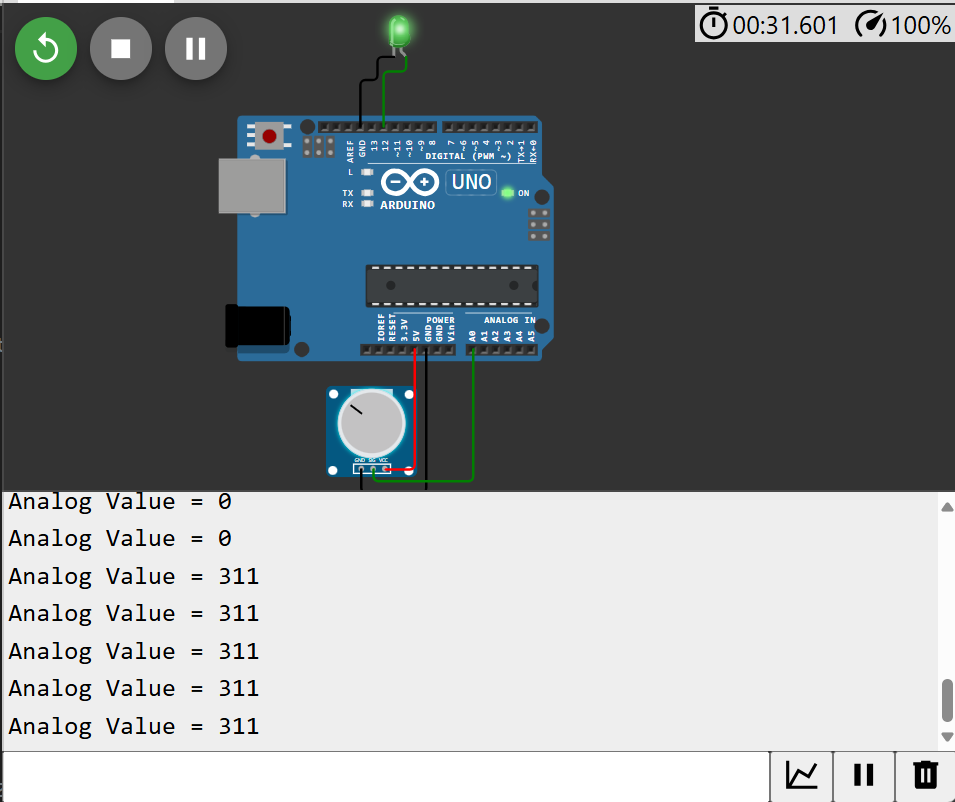 00:31.601 100%
AREF
GND
13
12
~11
~10
~9
8
7
~6
~5
4
~3
2
TX→1
RX←0
DIGITAL (PWM ~)
L
TX
RX
UNO
ON
ARDUINO
IOREF
RESET
3.3V
5V
GND
GND
Vin
POWER
ANALOG IN
A0
A1
A2
A3
A4
A5
GND SIG VCC
Analog Value = 0
Analog Value = 0
Analog Value = 311
Analog Value = 311
Analog Value = 311
Analog Value = 311
Analog Value = 311